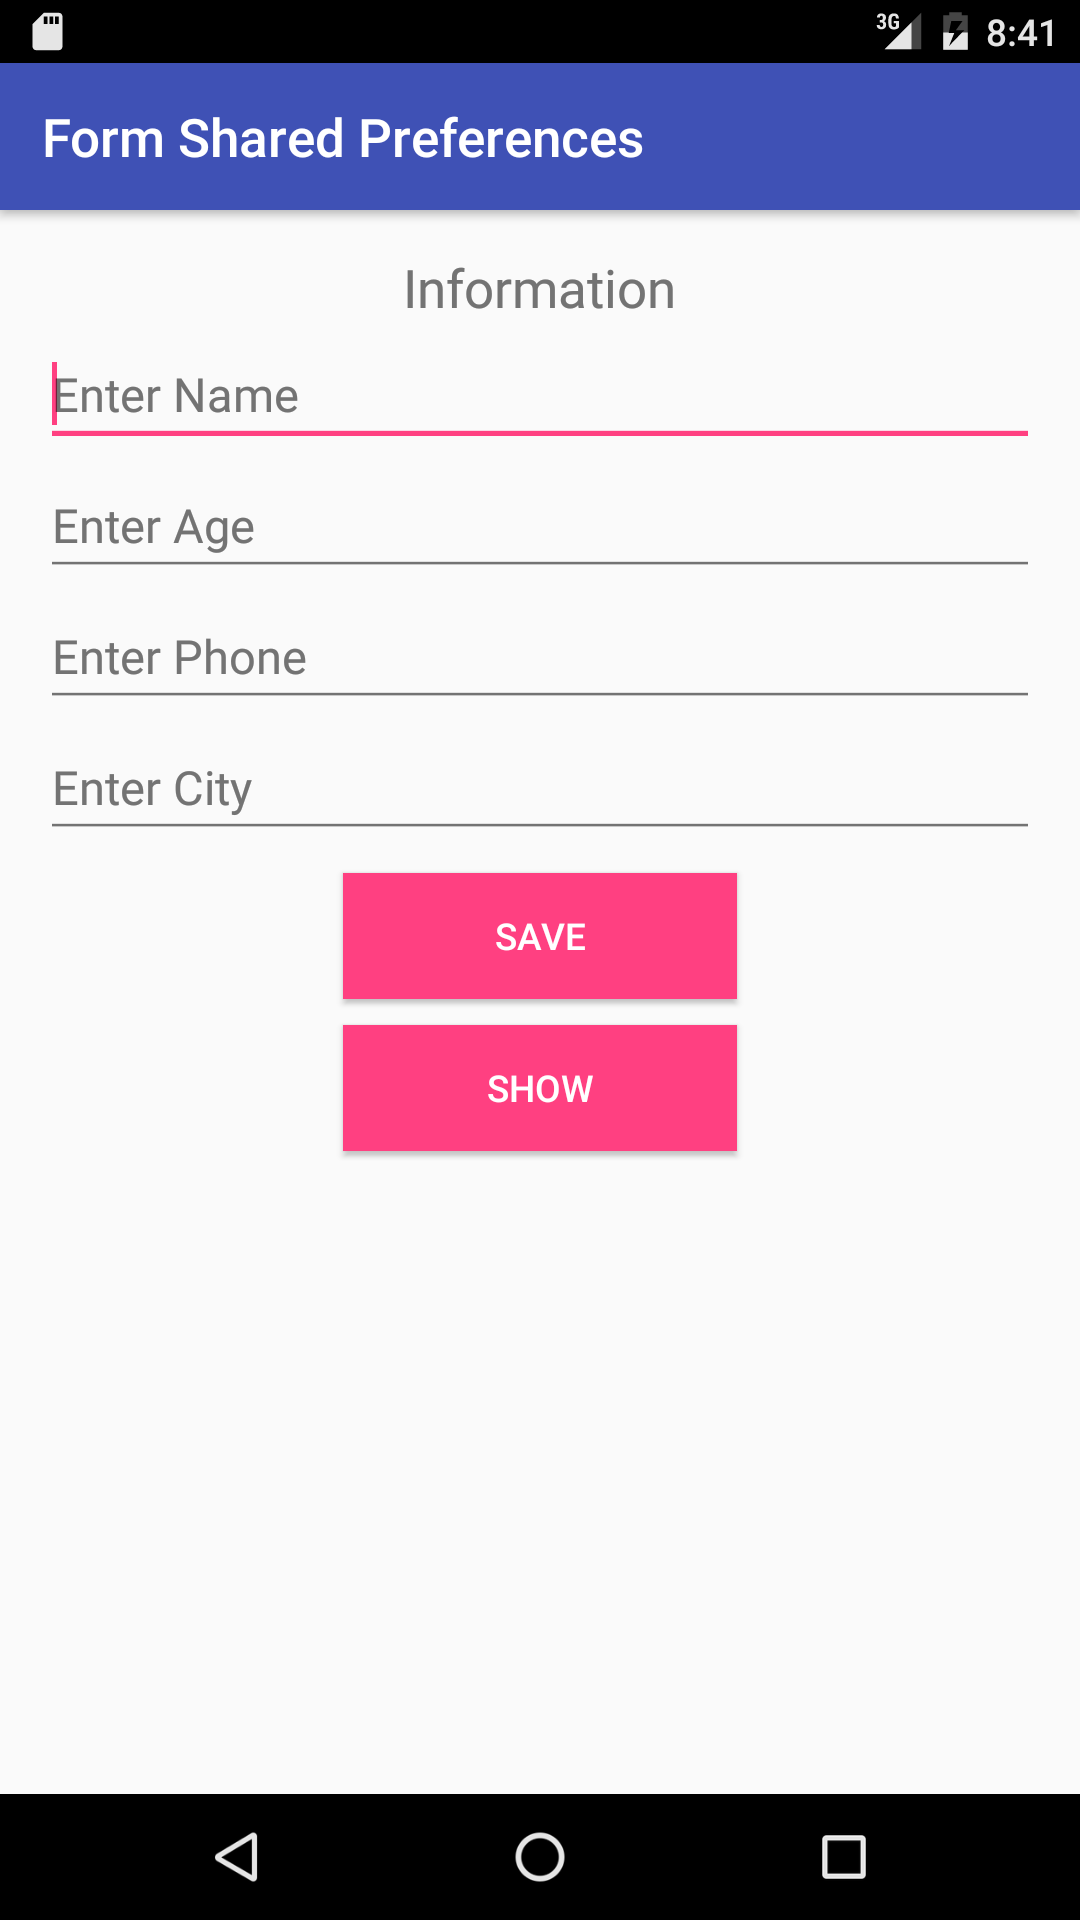 3G 8:41
Form Shared Preferences
Information
Enter Name
Enter Age
Enter Phone
Enter City
SAVE
SHOW